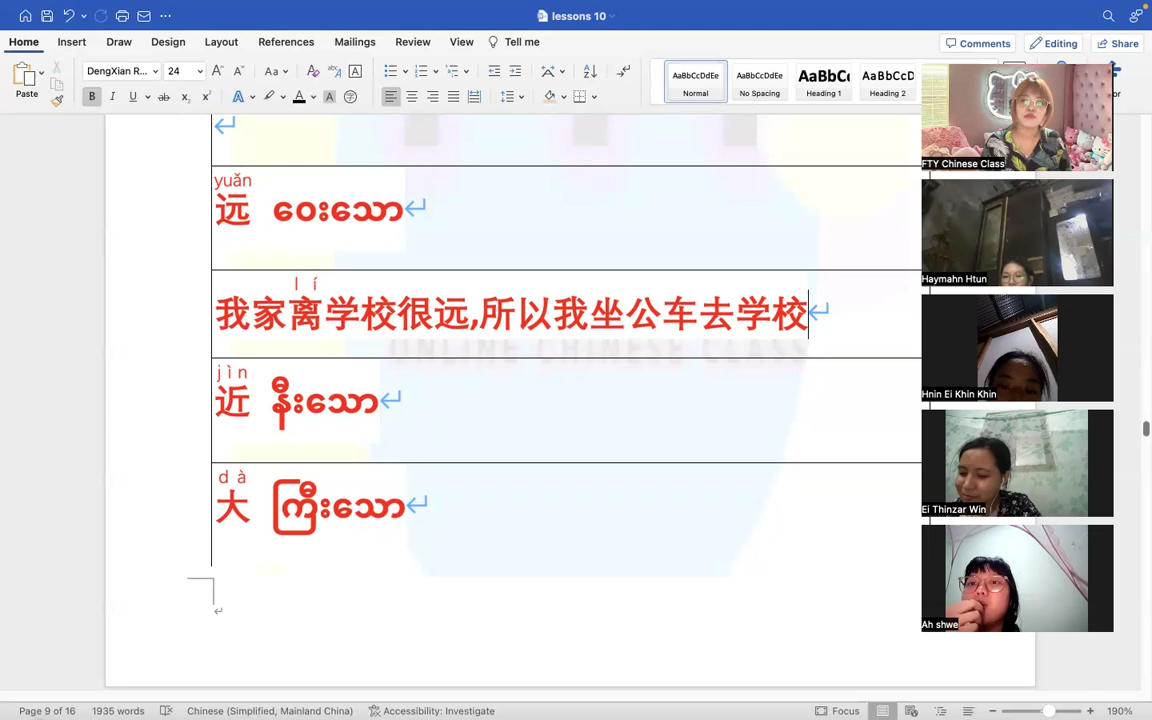 lessons 10
Home Insert Draw Design Layout References Mailings Review View Tell me
Comments Editing Share
Paste
DengXian R... 24
AaBbCcDdEe AaBbCcDdEe AaBbC AaBbCcD
Normal No Spacing Heading 1 Heading 2
yuǎn
远 ဝေးသော
lí
我家离学校很远,所以我坐公车去学校
ONLINE CHINESE CLASS
jìn
近 နီးသော
dà
大 ကြီးသော
FTY Chinese Class
Haymahn Htun
Hnin Ei Khin Khin
Ei Thinzar Win
Ah shwe
Page 9 of 16 1935 words Chinese (Simplified, Mainland China) Accessibility: Investigate Focus 190%